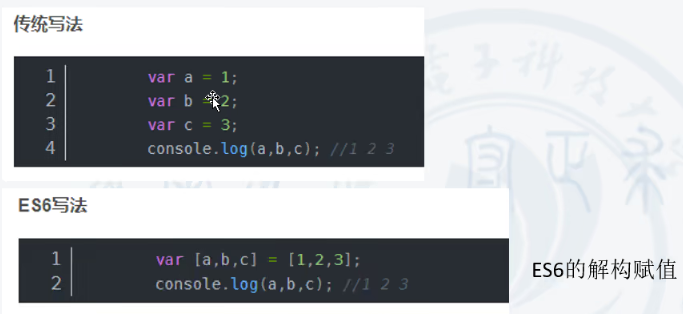 传统写法
1 var a = 1;
2 var b = 2;
3 var c = 3;
4 console.log(a,b,c); //1 2 3
ES6写法
1 var [a,b,c] = [1,2,3];
2 console.log(a,b,c); //1 2 3
ES6的解构赋值